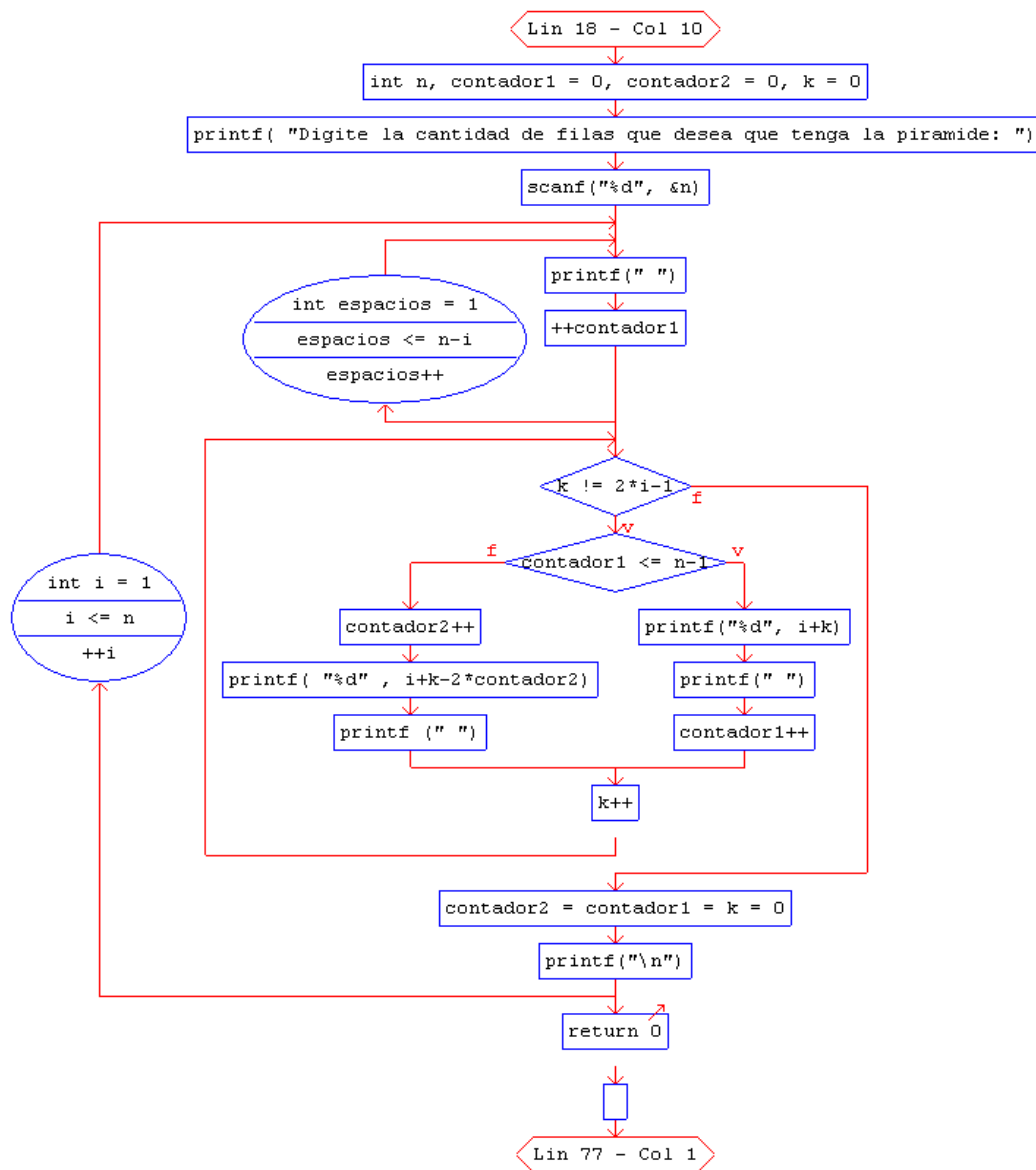 Lin 18 - Col 10
int n, contador1 = 0, contador2 = 0, k = 0
printf( "Digite la cantidad de filas que desea que tenga la piramide: ")
scanf("%d", &n)
printf(" ")
int espacios = 1
espacios <= n-i
espacios++
++contador1
k != 2*i-1
f
v
contador1 <= n-1
f
v
int i = 1
i <= n
++i
contador2++
printf( "%d" , i+k-2*contador2)
printf (" ")
printf("%d", i+k)
printf(" ")
contador1++
k++
contador2 = contador1 = k = 0
printf("\n")
return 0
Lin 77 - Col 1